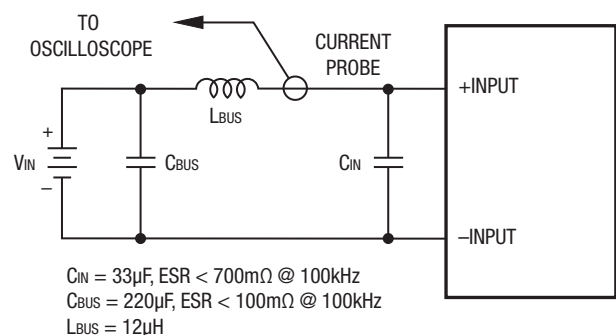 TO
OSCILLOSCOPE
CURRENT
PROBE
+INPUT
LBUS
+
VIN
CBUS
CIN
–
–INPUT
CIN = 33µF, ESR < 700mΩ @ 100kHz
CBUS = 220µF, ESR < 100mΩ @ 100kHz
LBUS = 12µH